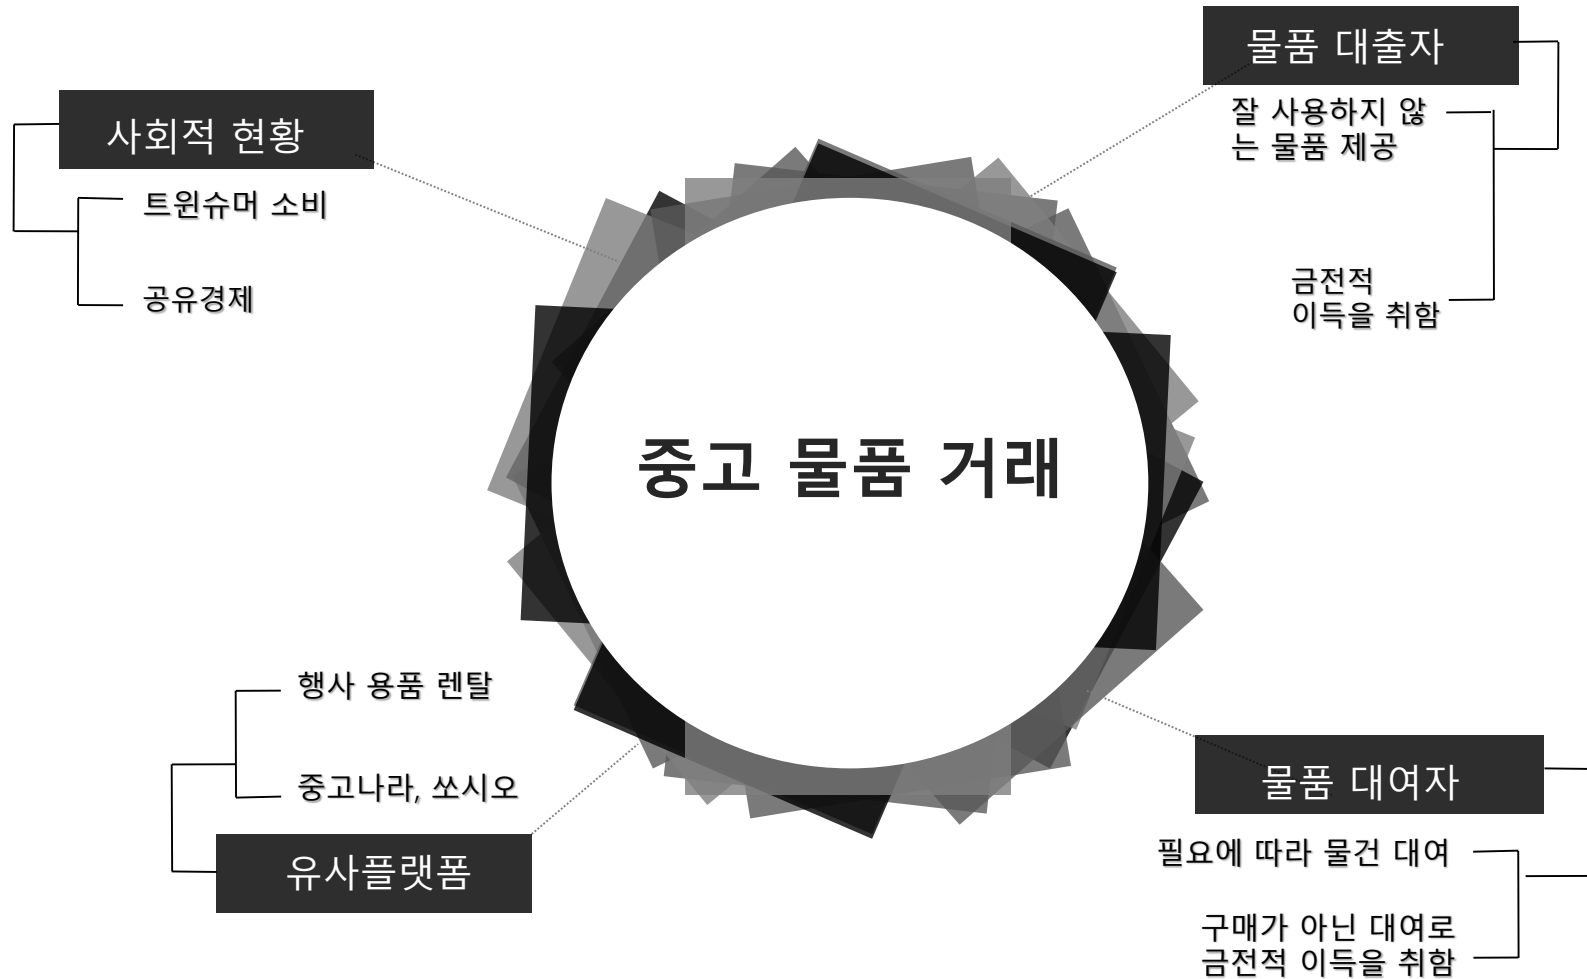 사회적 현황
트윈슈머 소비
공유경제
물품 대출자
잘 사용하지 않
는 물품 제공
금전적
이득을 취함
중고 물품 거래
행사 용품 렌탈
중고나라, 쏘시오
유사플랫폼
물품 대여자
필요에 따라 물건 대여
구매가 아닌 대여로
금전적 이득을 취함